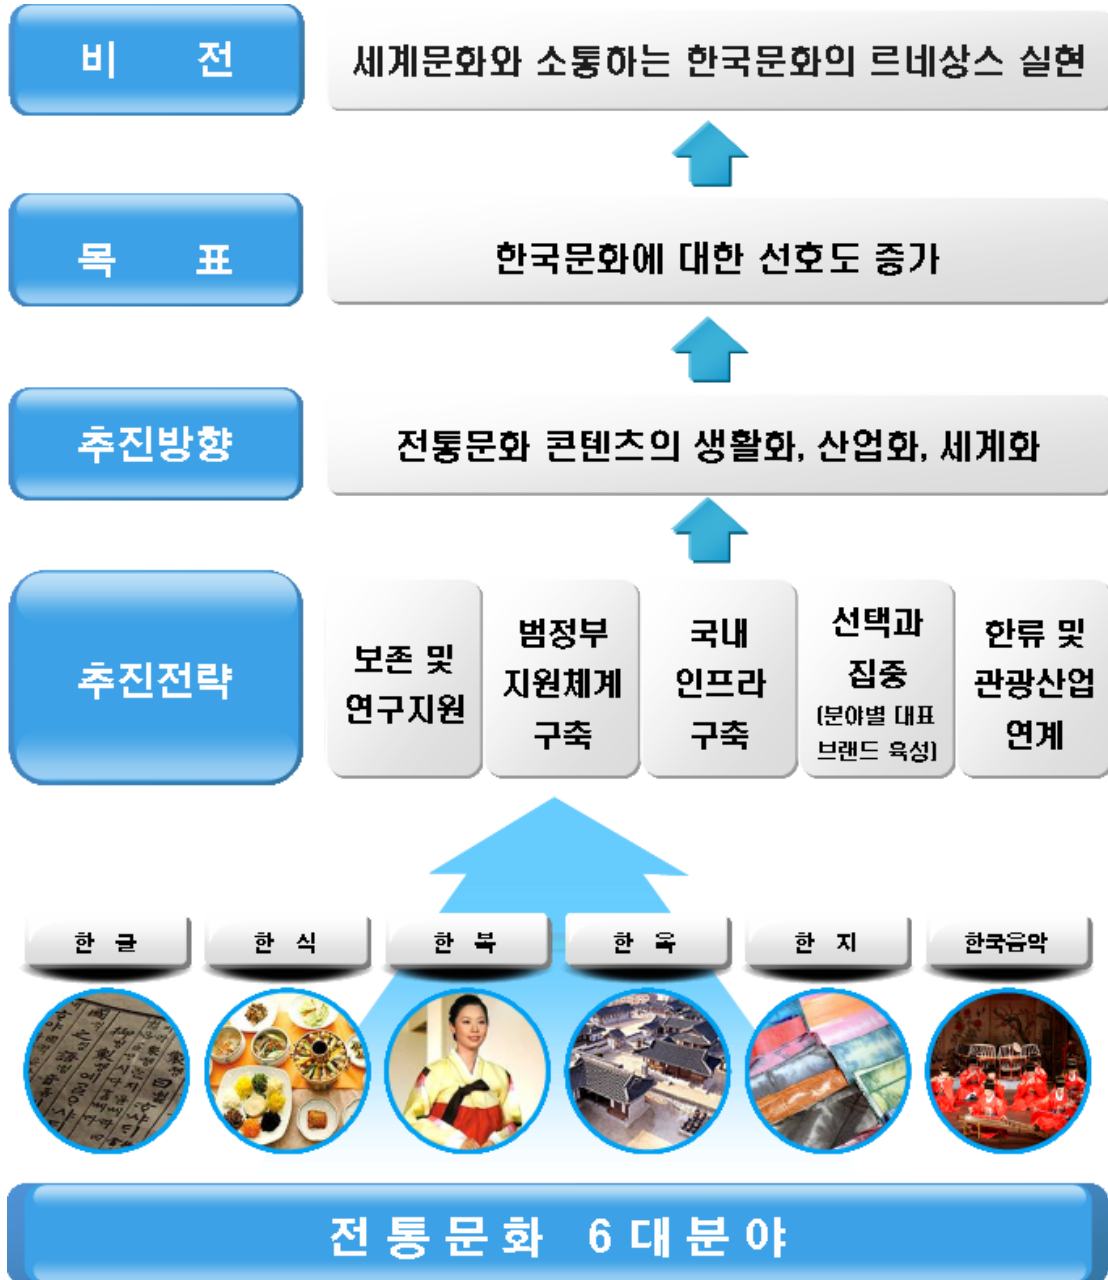 비 전
세계문화와 소통하는 한국문화의 르네상스 실현
목 표
한국문화에 대한 선호도 증가
추진방향
전통문화 콘텐츠의 생활화, 산업화, 세계화
추진전략
보존 및
연구지원
범정부
지원체계
구축
국내
인프라
구축
선택과
집중
(분야별 대표
브랜드 육성)
한류 및
관광산업
연계
한 글
한 식
한 복
한 옥
한 지
한국음악
전통문화 6대분야